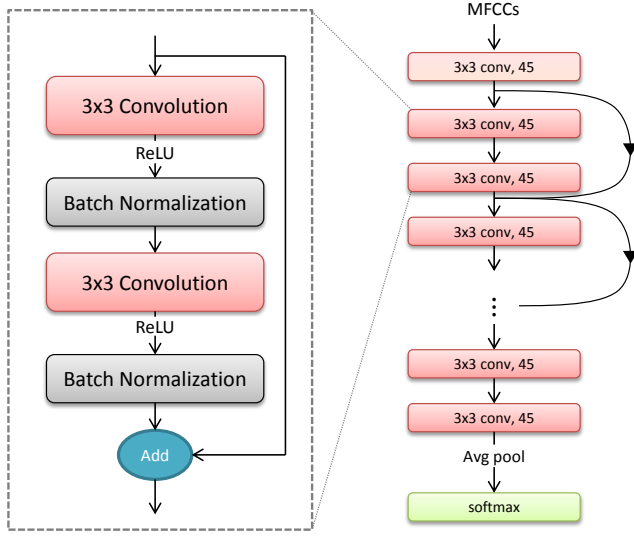 3x3 Convolution
ReLU
Batch Normalization
3x3 Convolution
ReLU
Batch Normalization
Add
MFCCs
3x3 conv, 45
3x3 conv, 45
3x3 conv, 45
3x3 conv, 45
⋮
3x3 conv, 45
3x3 conv, 45
Avg pool
softmax